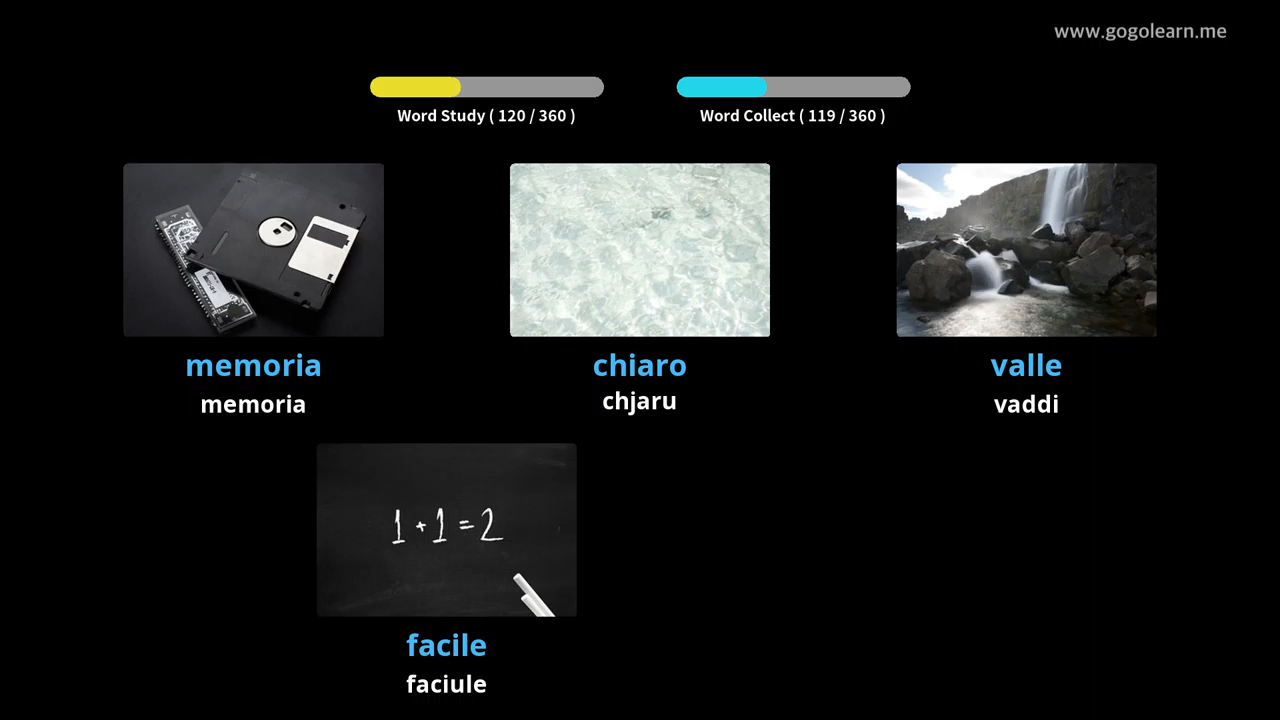 www.gogolearn.me
Word Study ( 120 / 360 )
Word Collect ( 119 / 360 )
memoria
memoria
chiaro
chjaru
valle
vaddi
1 + 1 = 2
facile
faciule